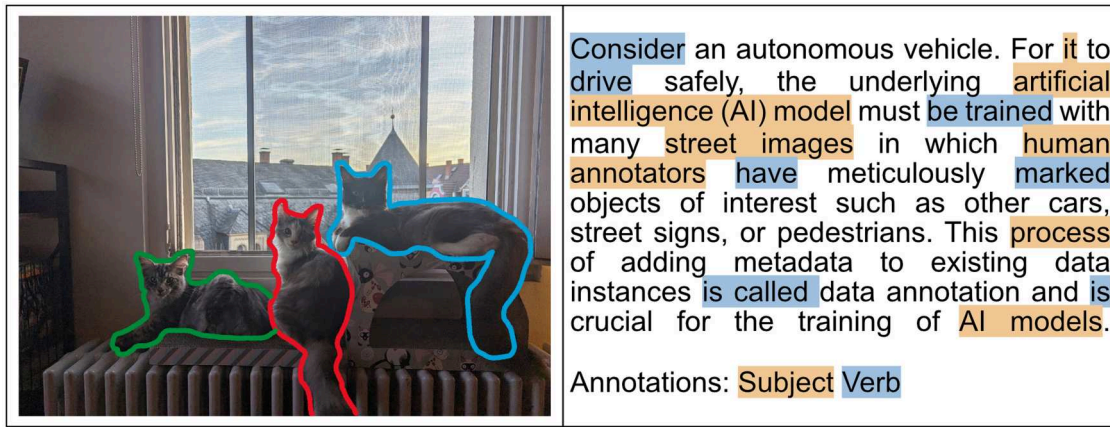 Consider an autonomous vehicle. For it to
drive safely, the underlying artificial
intelligence (AI) model must be trained with
many street images in which human
annotators have meticulously marked
objects of interest such as other cars,
street signs, or pedestrians. This process
of adding metadata to existing data
instances is called data annotation and is
crucial for the training of AI models.
Annotations: Subject Verb